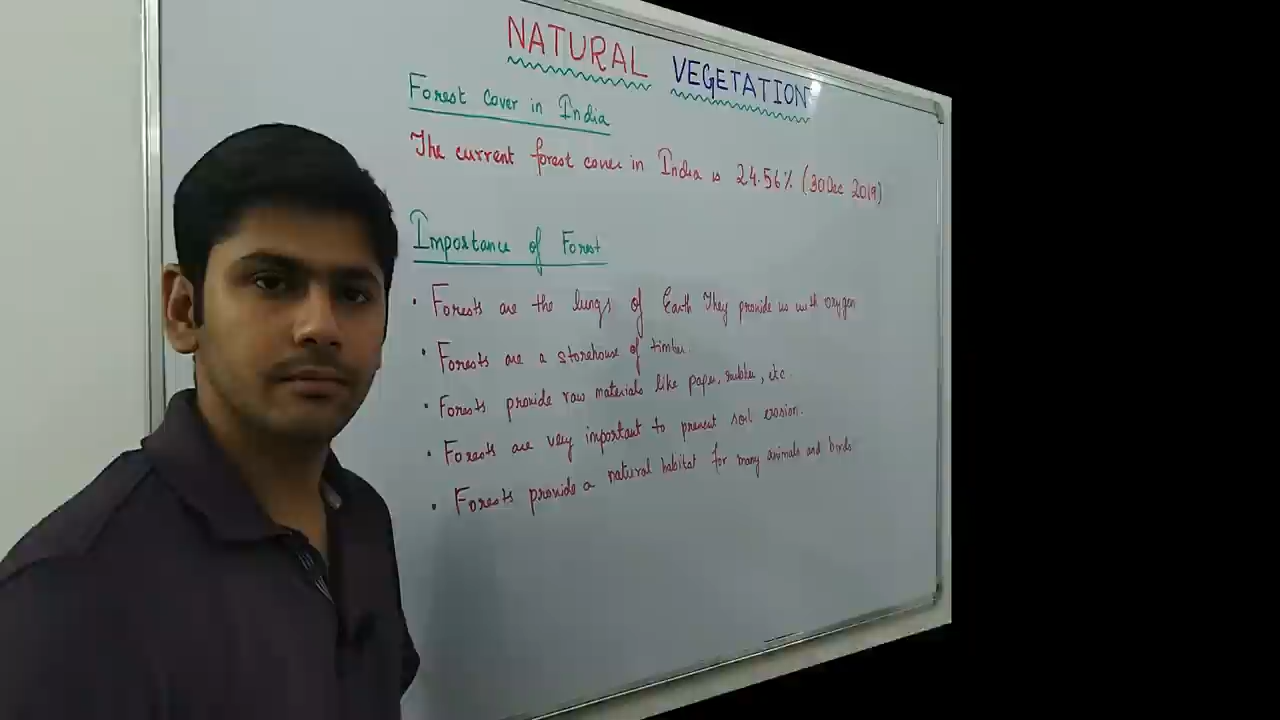 NATURAL VEGETATION
Forest Cover in India
The current forest cover in India is 24.56% (30 Dec 2019)
Importance of Forest
• Forests are the lungs of Earth They provide us with oxygen
• Forests are a storehouse of timber.
• Forests provide raw materials like paper, rubber, etc.
• Forests are very important to prevent soil erosion.
• Forests provide a natural habitat for many animals and birds